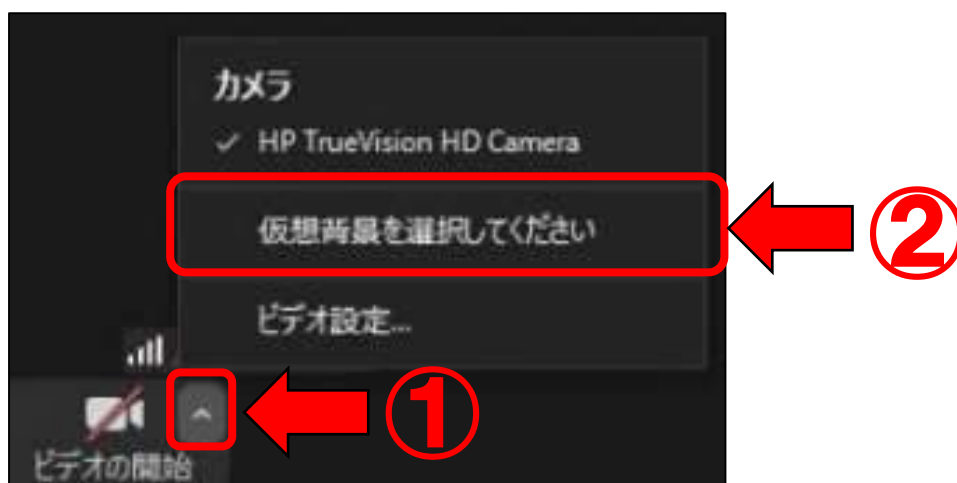 カメラ
✓ HP TrueVision HD Camera
仮想背景を選択してください
②
ビデオ設定...
①
ビデオの開始